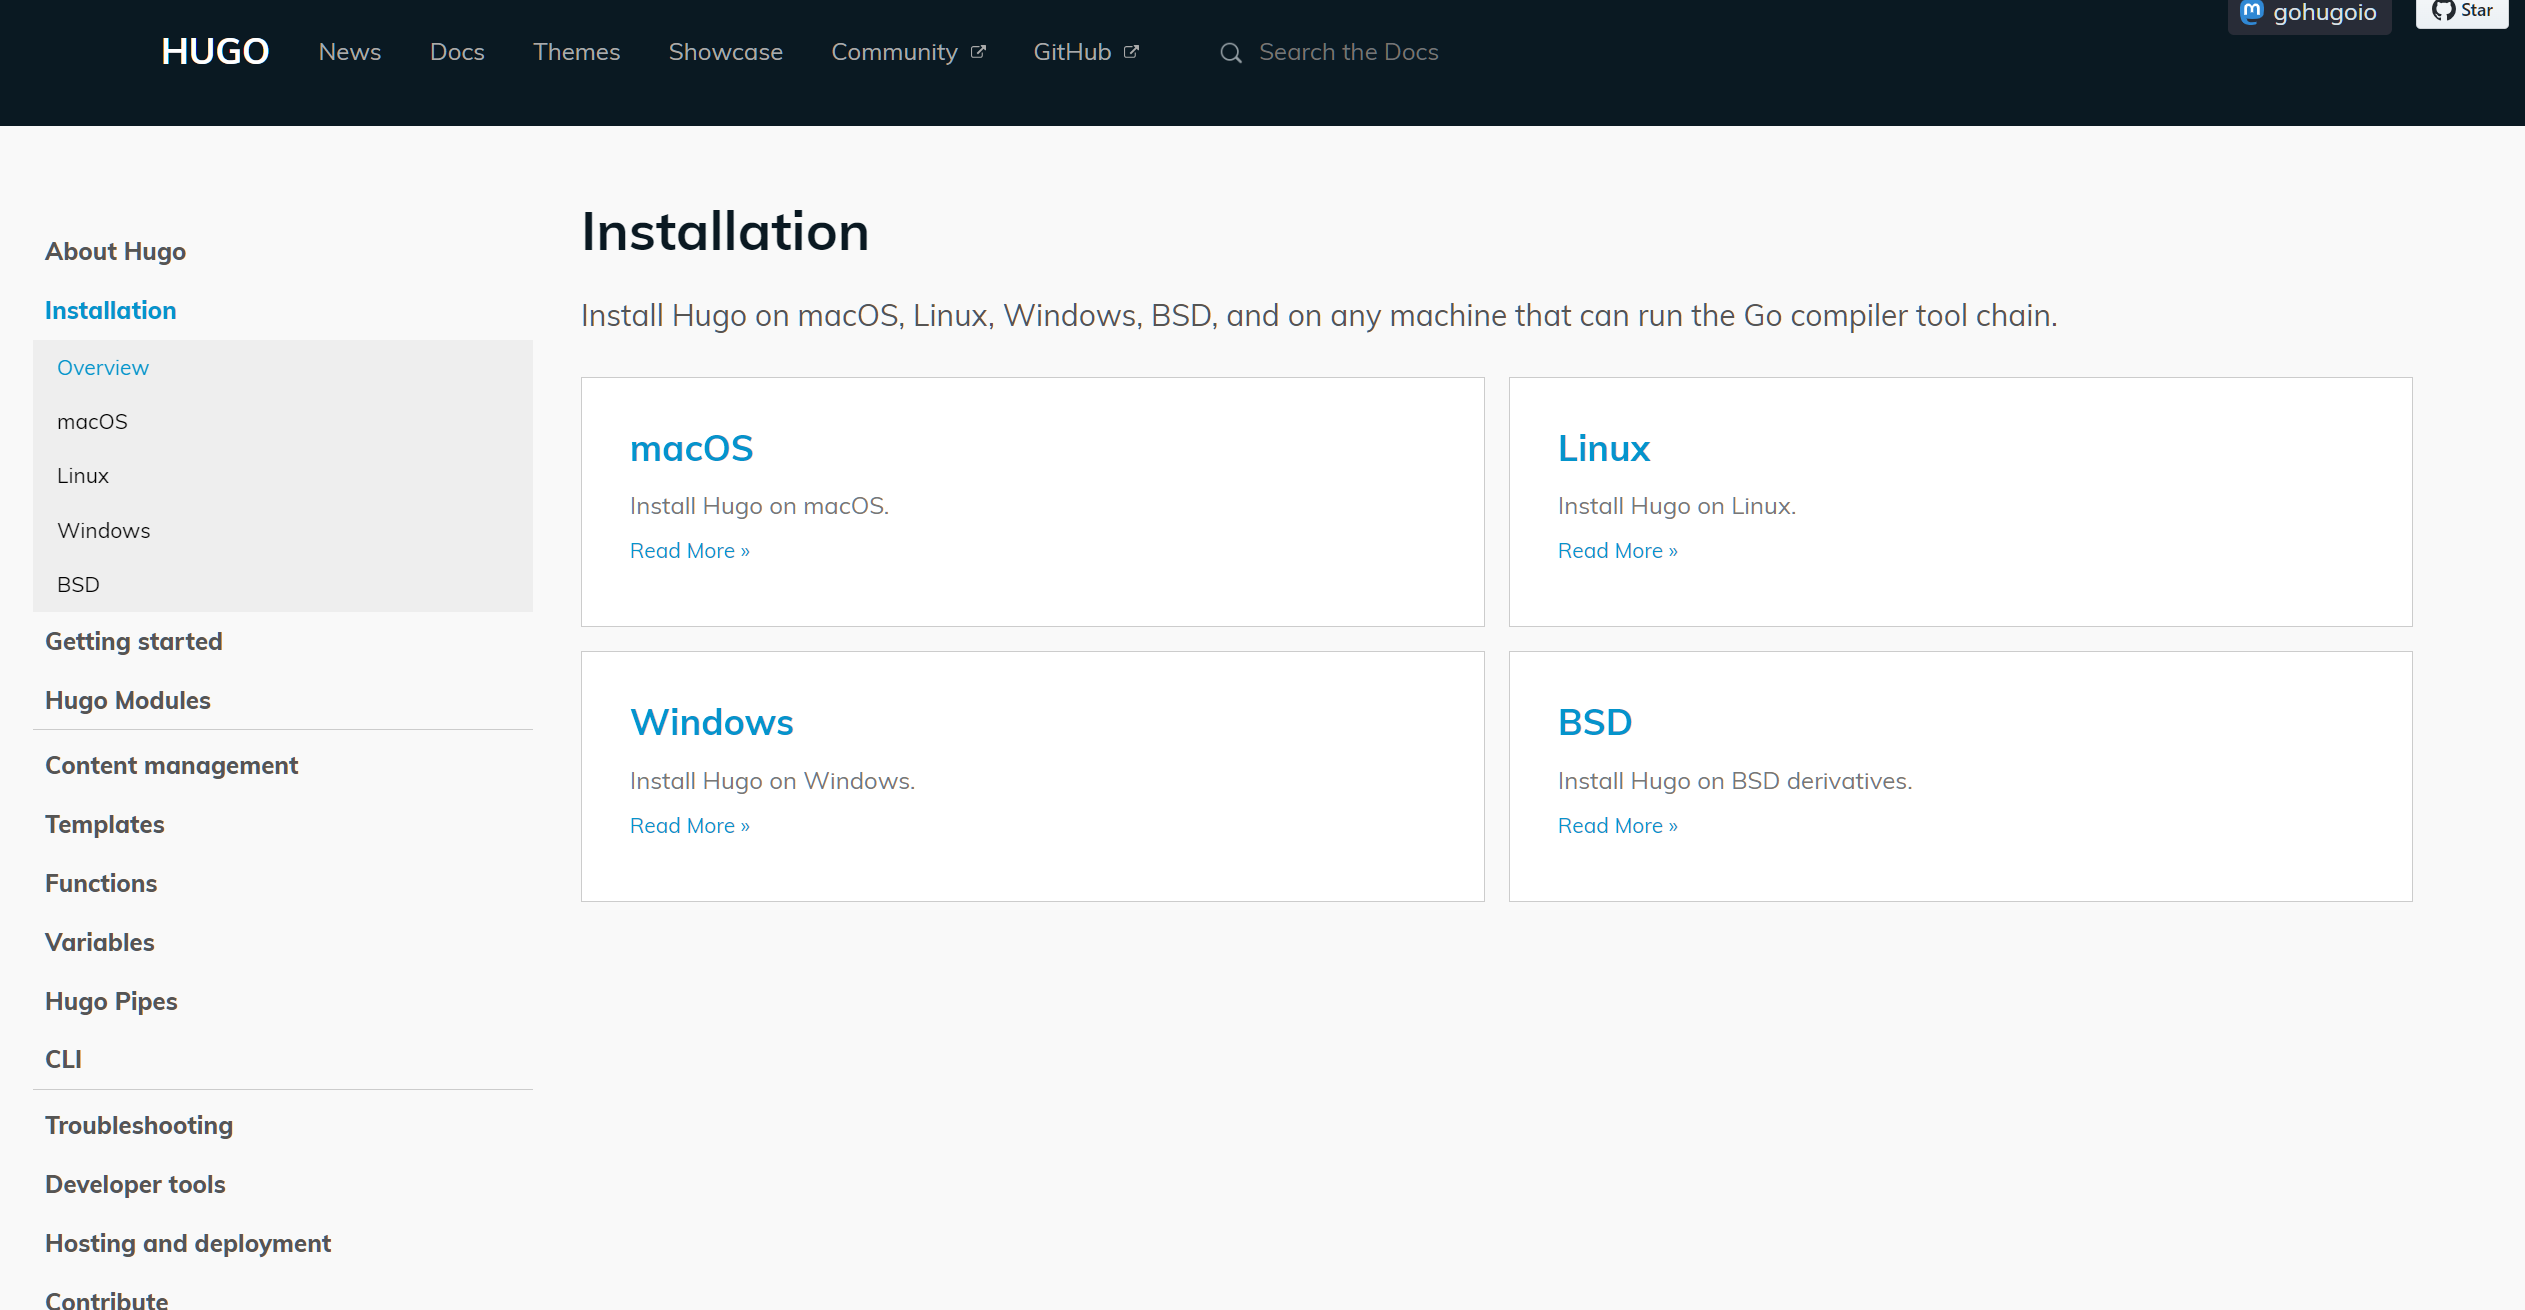 gohugoio
Star
HUGO News Docs Themes Showcase Community GitHub Search the Docs
About Hugo
Installation
Overview
macOS
Linux
Windows
BSD
Getting started
Hugo Modules
Content management
Templates
Functions
Variables
Hugo Pipes
CLI
Troubleshooting
Developer tools
Hosting and deployment
Contribute
Installation
Install Hugo on macOS, Linux, Windows, BSD, and on any machine that can run the Go compiler tool chain.
macOS
Install Hugo on macOS.
Read More »
Linux
Install Hugo on Linux.
Read More »
Windows
Install Hugo on Windows.
Read More »
BSD
Install Hugo on BSD derivatives.
Read More »